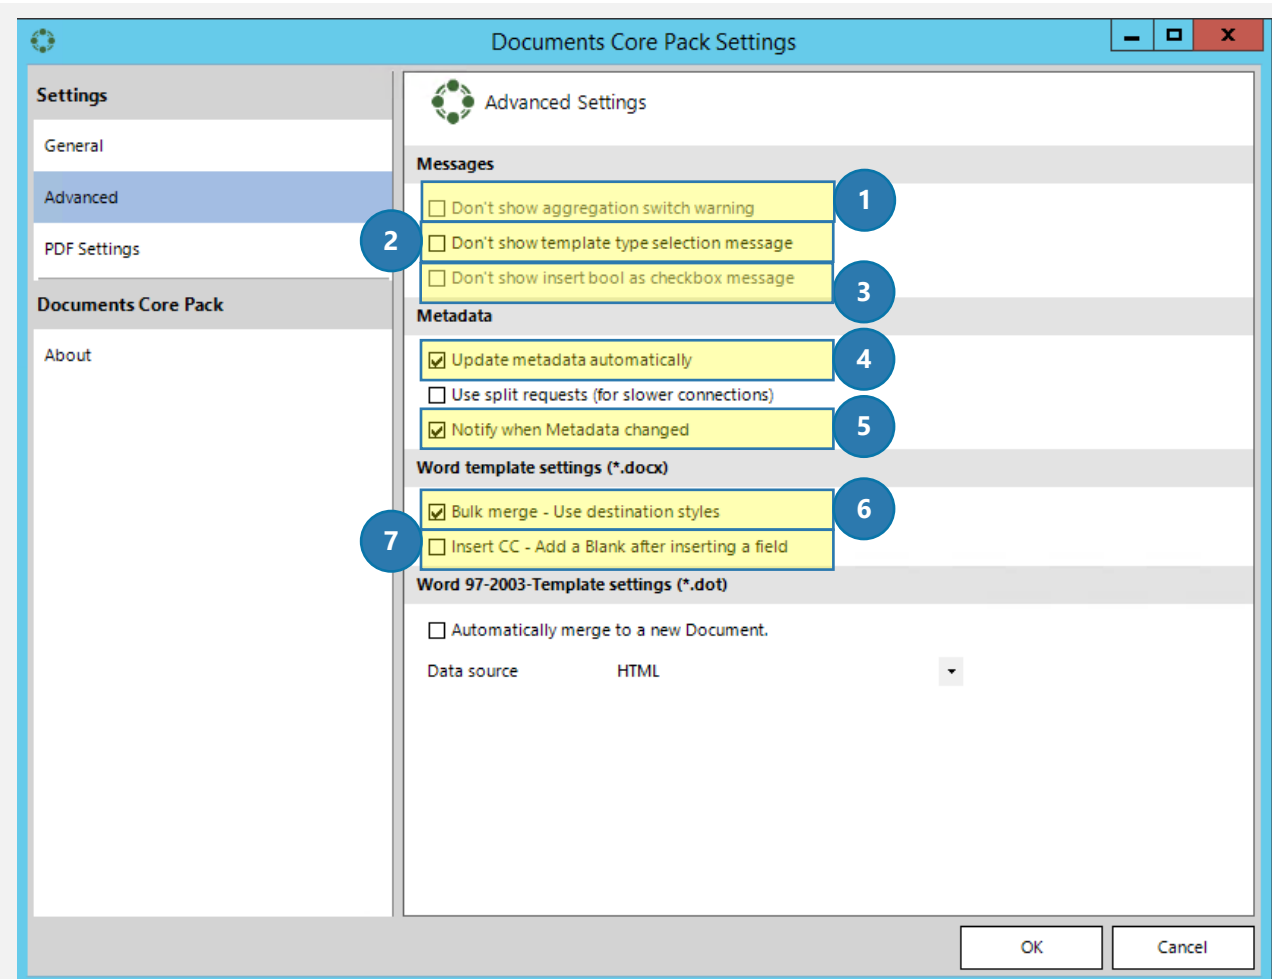 Documents Core Pack Settings
X
Settings
General
Advanced
PDF Settings
Documents Core Pack
About
Advanced Settings
Messages
1
Don't show aggregation switch warning
2
Don't show template type selection message
Don't show insert bool as checkbox message
3
Metadata
Update metadata automatically
4
Use split requests (for slower connections)
Notify when Metadata changed
5
Word template settings (*.docx)
Bulk merge - Use destination styles
6
7
Insert CC - Add a Blank after inserting a field
Word 97-2003-Template settings (*.dot)
Automatically merge to a new Document.
Data source HTML
OK Cancel